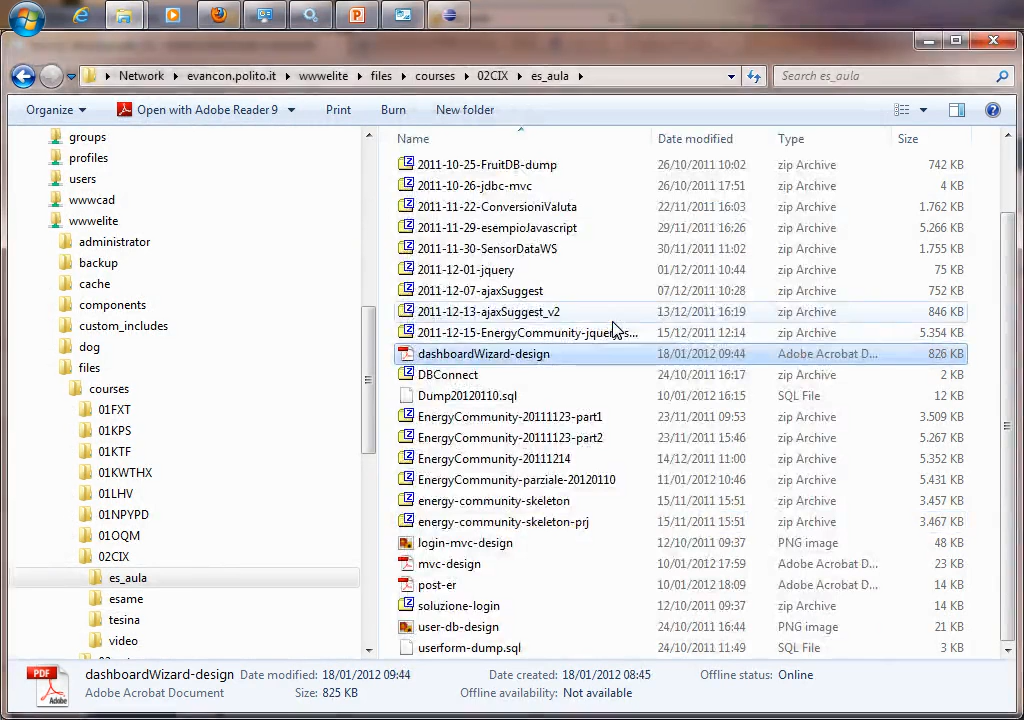 Network ▸ evancon.polito.it ▸ wwwelite ▸ files ▸ courses ▸ 02CIX ▸ es_aula ▸
Search es_aula
Organize Open with Adobe Reader 9 Print Burn New folder
groups
profiles
users
wwwcad
wwwelite
administrator
backup
cache
components
custom_includes
dog
files
courses
01FXT
01KPS
01KTF
01KWTHX
01LHV
01NPYPD
01OQM
02CIX
es_aula
esame
tesina
video
Name Date modified Type Size
2011-10-25-FruitDB-dump 26/10/2011 10:02 zip Archive 742 KB
2011-10-26-jdbc-mvc 26/10/2011 17:51 zip Archive 4 KB
2011-11-22-ConversioniValuta 22/11/2011 16:03 zip Archive 1.762 KB
2011-11-29-esempioJavascript 29/11/2011 16:26 zip Archive 5.266 KB
2011-11-30-SensorDataWS 30/11/2011 11:02 zip Archive 1.755 KB
2011-12-01-jquery 01/12/2011 10:44 zip Archive 75 KB
2011-12-07-ajaxSuggest 07/12/2011 10:28 zip Archive 752 KB
2011-12-13-ajaxSuggest_v2 13/12/2011 16:19 zip Archive 846 KB
2011-12-15-EnergyCommunity- 15/12/2011 12:14 zip Archive 5.354 KB
dashboardWizard-design 18/01/2012 09:44 Adobe Acrobat D... 826 KB
DBConnect 24/10/2011 16:17 zip Archive 2 KB
Dump20120110.sql 10/01/2012 16:15 SQL File 12 KB
EnergyCommunity-20111123-part1 23/11/2011 09:53 zip Archive 3.509 KB
EnergyCommunity-20111123-part2 23/11/2011 15:46 zip Archive 5.267 KB
EnergyCommunity-20111214 14/12/2011 11:00 zip Archive 5.352 KB
EnergyCommunity-parziale-20120110 11/01/2012 10:46 zip Archive 5.431 KB
energy-community-skeleton 15/11/2011 15:51 zip Archive 3.457 KB
energy-community-skeleton-prj 15/11/2011 15:51 zip Archive 3.467 KB
login-mvc-design 12/10/2011 09:37 PNG image 48 KB
mvc-design 10/01/2012 17:59 Adobe Acrobat D... 23 KB
post-er 10/01/2012 18:09 Adobe Acrobat D... 14 KB
soluzione-login 12/10/2011 09:37 zip Archive 14 KB
user-db-design 24/10/2011 16:44 PNG image 21 KB
userform-dump.sql 24/10/2011 11:49 SQL File 3 KB
PDF
Adobe
dashboardWizard-design Date modified: 18/01/2012 09:44 Date created: 18/01/2012 08:45 Offline status: Online
Adobe Acrobat Document Size: 825 KB Offline availability: Not available